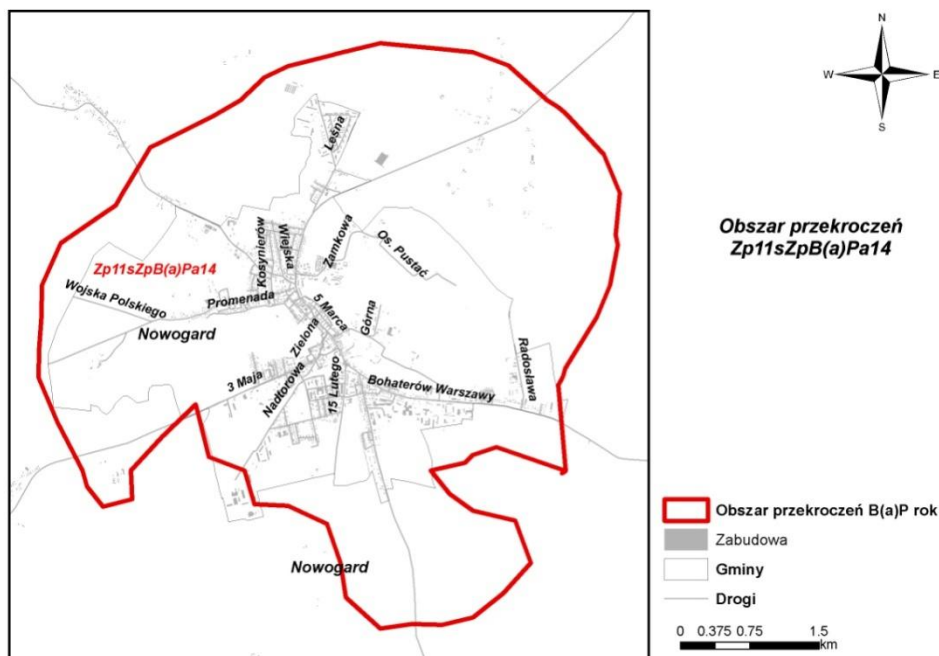 N
W
E
S
Obszar przekroczeń
Zp11sZpB(a)Pa14
Leśna
Kosynierów
Wiejska
Zamkowa
Os. Pustać
Zp11sZpB(a)Pa14
Wojska Polskiego
Promenada
5 Marca
Górna
Nowogard
Zielona
Radosława
3 Maja
Nadtorowa
15 Lutego
Bohaterów Warszawy
Nowogard
Obszar przekroczeń B(a)P rok
Zabudowa
Gminy
Drogi
0 0.375 0.75 1.5
km